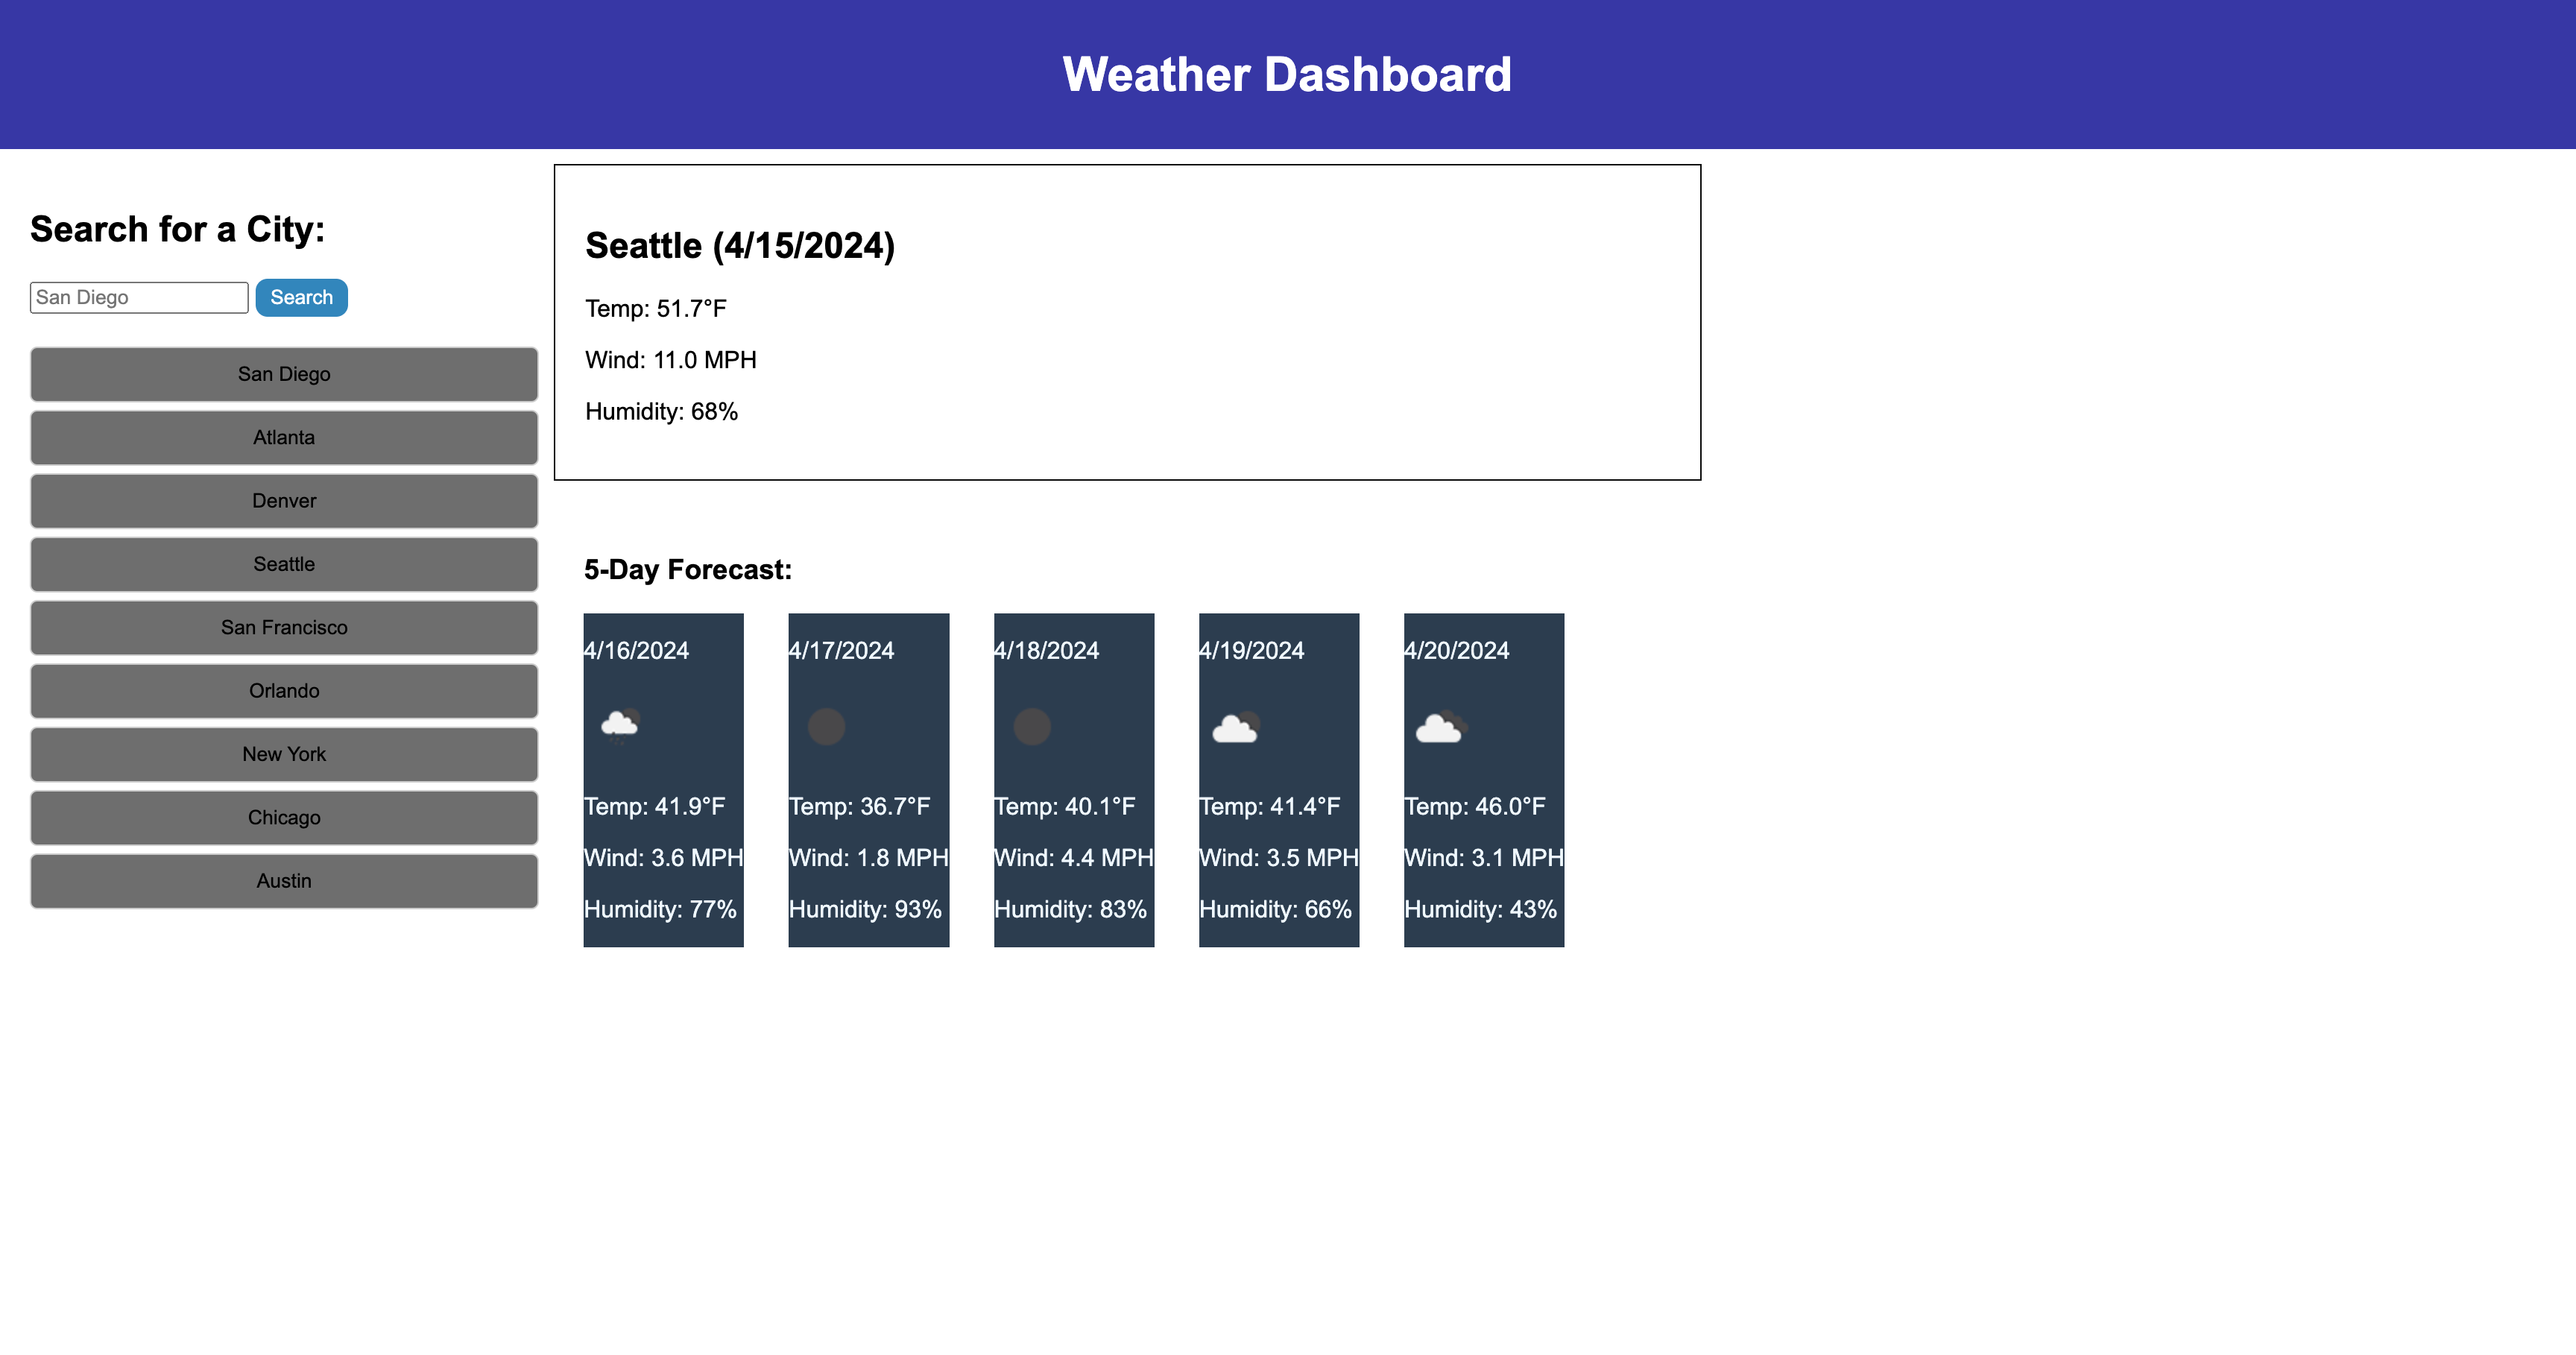 Weather Dashboard
Search for a City:
San Diego
Search
San Diego
Atlanta
Denver
Seattle
San Francisco
Orlando
New York
Chicago
Austin
Seattle (4/15/2024)
Temp: 51.7°F
Wind: 11.0 MPH
Humidity: 68%
5-Day Forecast:
4/16/2024
Temp: 41.9°F
Wind: 3.6 MPH
Humidity: 77%
4/17/2024
Temp: 36.7°F
Wind: 1.8 MPH
Humidity: 93%
4/18/2024
Temp: 40.1°F
Wind: 4.4 MPH
Humidity: 83%
4/19/2024
Temp: 41.4°F
Wind: 3.5 MPH
Humidity: 66%
4/20/2024
Temp: 46.0°F
Wind: 3.1 MPH
Humidity: 43%